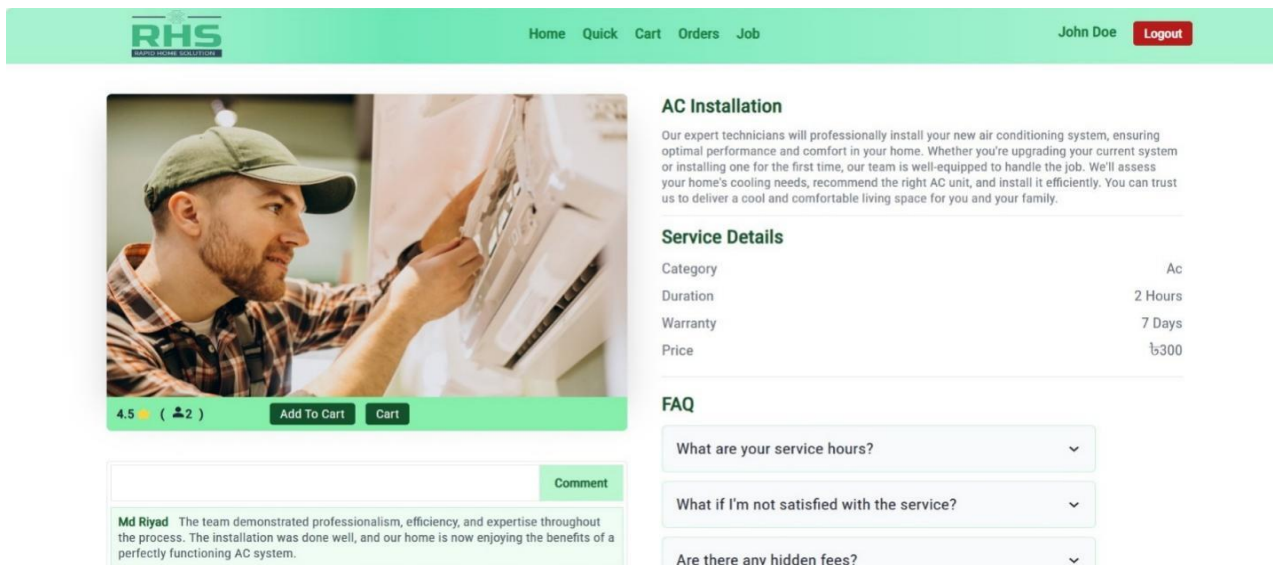 RHS
RAPID HOME SOLUTION
Home Quick Cart Orders Job
John Doe
Logout
4.5 ( 2 )
Add To Cart
Cart
Comment
Md Riyad The team demonstrated professionalism, efficiency, and expertise throughout
the process. The installation was done well, and our home is now enjoying the benefits of a
perfectly functioning AC system.
AC Installation
Our expert technicians will professionally install your new air conditioning system, ensuring
optimal performance and comfort in your home. Whether you're upgrading your current system
or installing one for the first time, our team is well-equipped to handle the job. We'll assess
your home's cooling needs, recommend the right AC unit, and install it efficiently. You can trust
us to deliver a cool and comfortable living space for you and your family.
Service Details
Category Ac
Duration 2 Hours
Warranty 7 Days
Price ৳300
FAQ
What are your service hours?
What if I'm not satisfied with the service?
Are there any hidden fees?